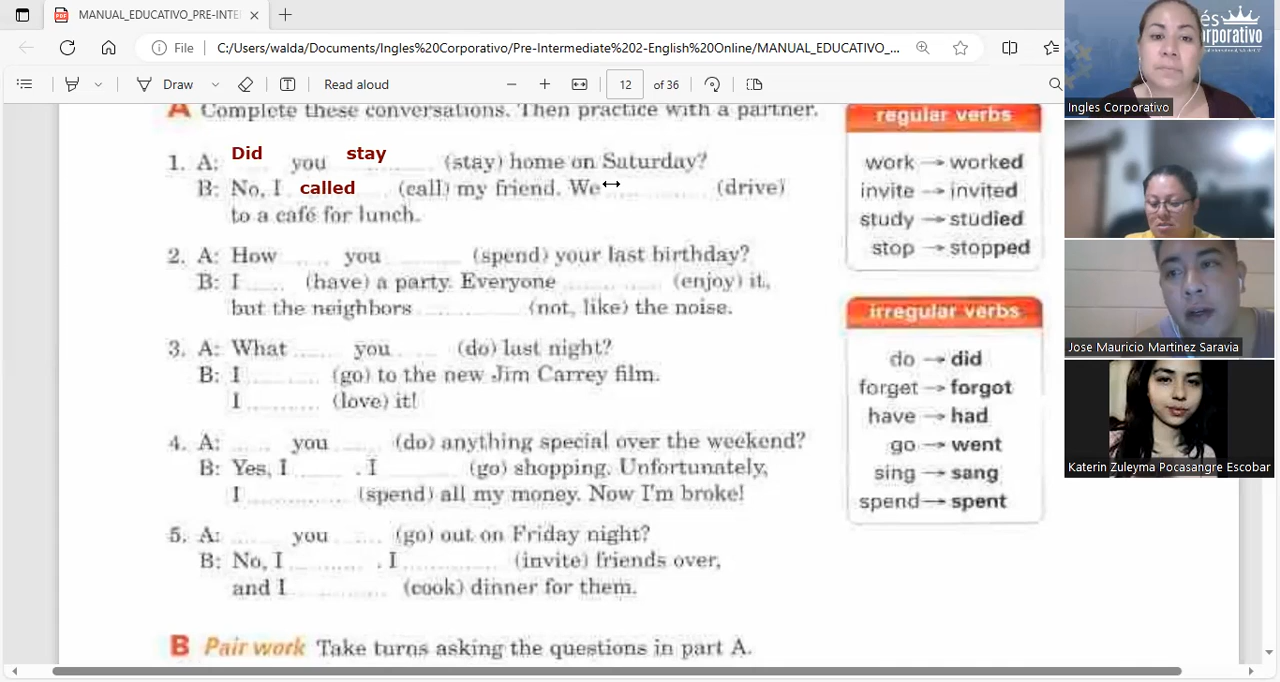 MANUAL_EDUCATIVO_PRE-INTE
File
C:/Users/walda/Documents/Ingles%20Corporativo/Pre-Intermediate%202-English%20Online/MANUAL_EDUCATIVO_...
Draw
Read aloud
12 of 36
A Complete these conversations. Then practice with a partner.
1. A: Did you stay (stay) home on Saturday?
B: No, I called (call) my friend. We (drive)
to a café for lunch.
2. A: How you (spend) your last birthday?
B: I (have) a party. Everyone (enjoy) it,
but the neighbors (not, like) the noise.
3. A: What you (do) last night?
B: I (go) to the new Jim Carrey film.
I (love) it!
4. A: you (do) anything special over the weekend?
B: Yes, I . I (go) shopping. Unfortunately,
I (spend) all my money. Now I'm broke!
5. A: you (go) out on Friday night?
B: No, I . I (invite) friends over,
and I (cook) dinner for them.
B Pair work Take turns asking the questions in part A.
regular verbs
work → worked
invite → invited
study → studied
stop → stopped
irregular verbs
do → did
forget → forgot
have → had
go → went
sing → sang
spend → spent
Ingles Corporativo
Jose Mauricio Martinez Saravia
Katerin Zuleyma Pocasangre Escobar